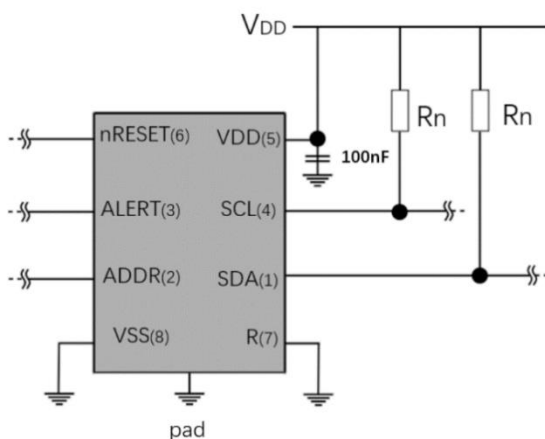 VDD
nRESET(6) VDD(5) 100nF Rn Rn
ALERT(3) SCL(4)
ADDR(2) SDA(1)
VSS(8) R(7)
pad